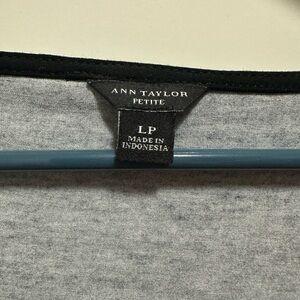 ANN TAYLOR
PETITE
LP
MADE IN
INDONESIA